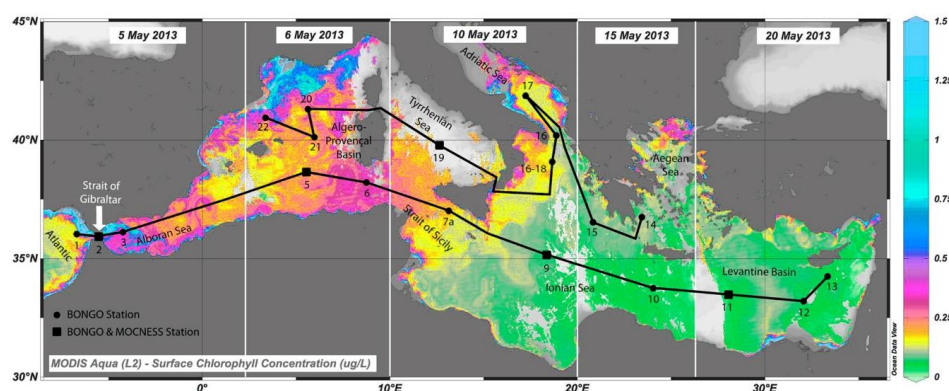 45°N
40°N
35°N
30°N
5 May 2013
6 May 2013
10 May 2013
15 May 2013
20 May 2013
1.5
1
0.75
0.5
0.25
0
Ocean Data View
Adriatic Sea
17
20
22
21
Algero-
Provençal
Basin
Tyrrhenian
Sea
19
16
16-18
Aegean
Sea
Strait of
Gibraltar
5
6
7a
Strait of Sicily
Atlantic
1
2
3
Alboran Sea
15
14
9
Ionian Sea
10
11
Levantine Basin
12
13
BONGO Station
BONGO & MOCNESS Station
MODIS Aqua (L2) - Surface Chlorophyll Concentration (ug/L)
0°
10°E
20°E
30°E